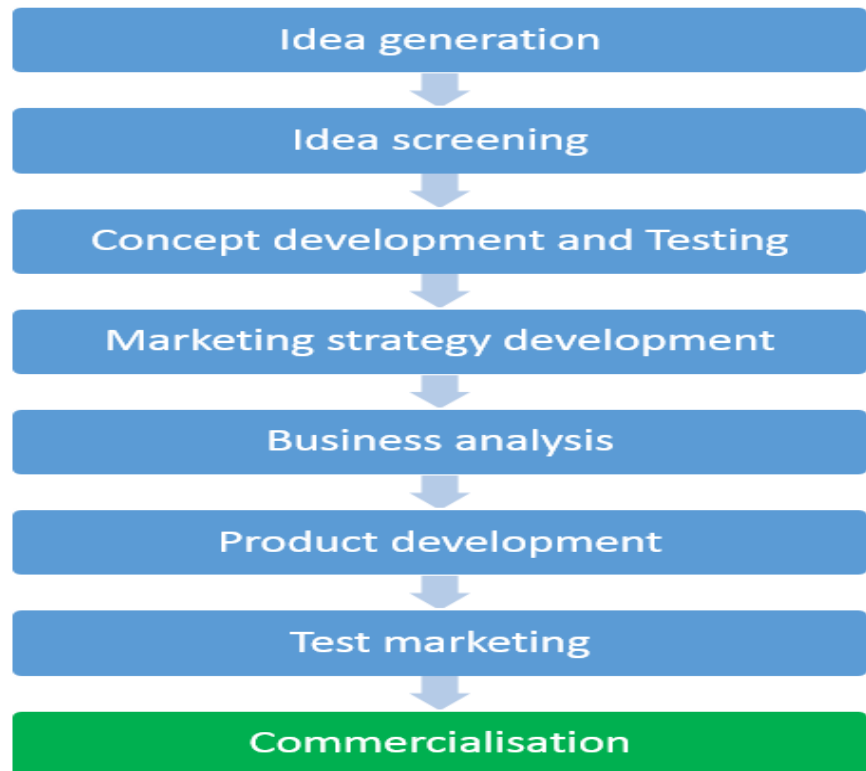 Idea generation
Idea screening
Concept development and Testing
Marketing strategy development
Business analysis
Product development
Test marketing
Commercialisation